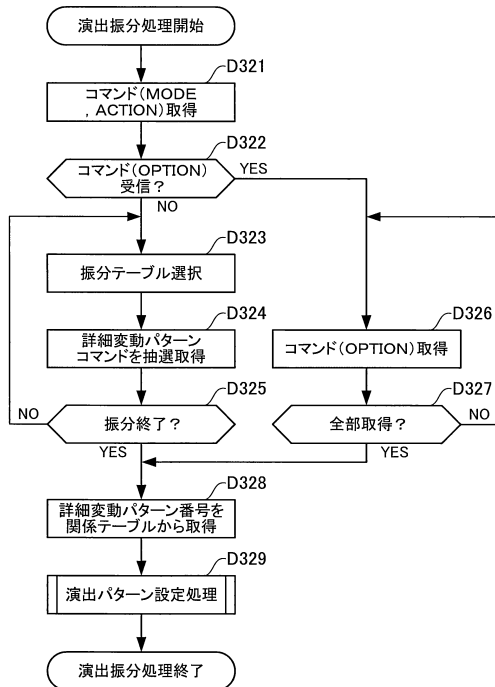 演出振分処理開始
D321
コマンド(MODE
,ACTION)取得
D322
コマンド(OPTION)
受信?
YES
NO
D323
振分テーブル選択
D324
詳細変動パターン
コマンドを抽選取得
D325
振分終了?
NO
YES
D326
コマンド(OPTION)取得
D327
全部取得?
NO
YES
D328
詳細変動パターン番号を
関係テーブルから取得
D329
演出パターン設定処理
演出振分処理終了